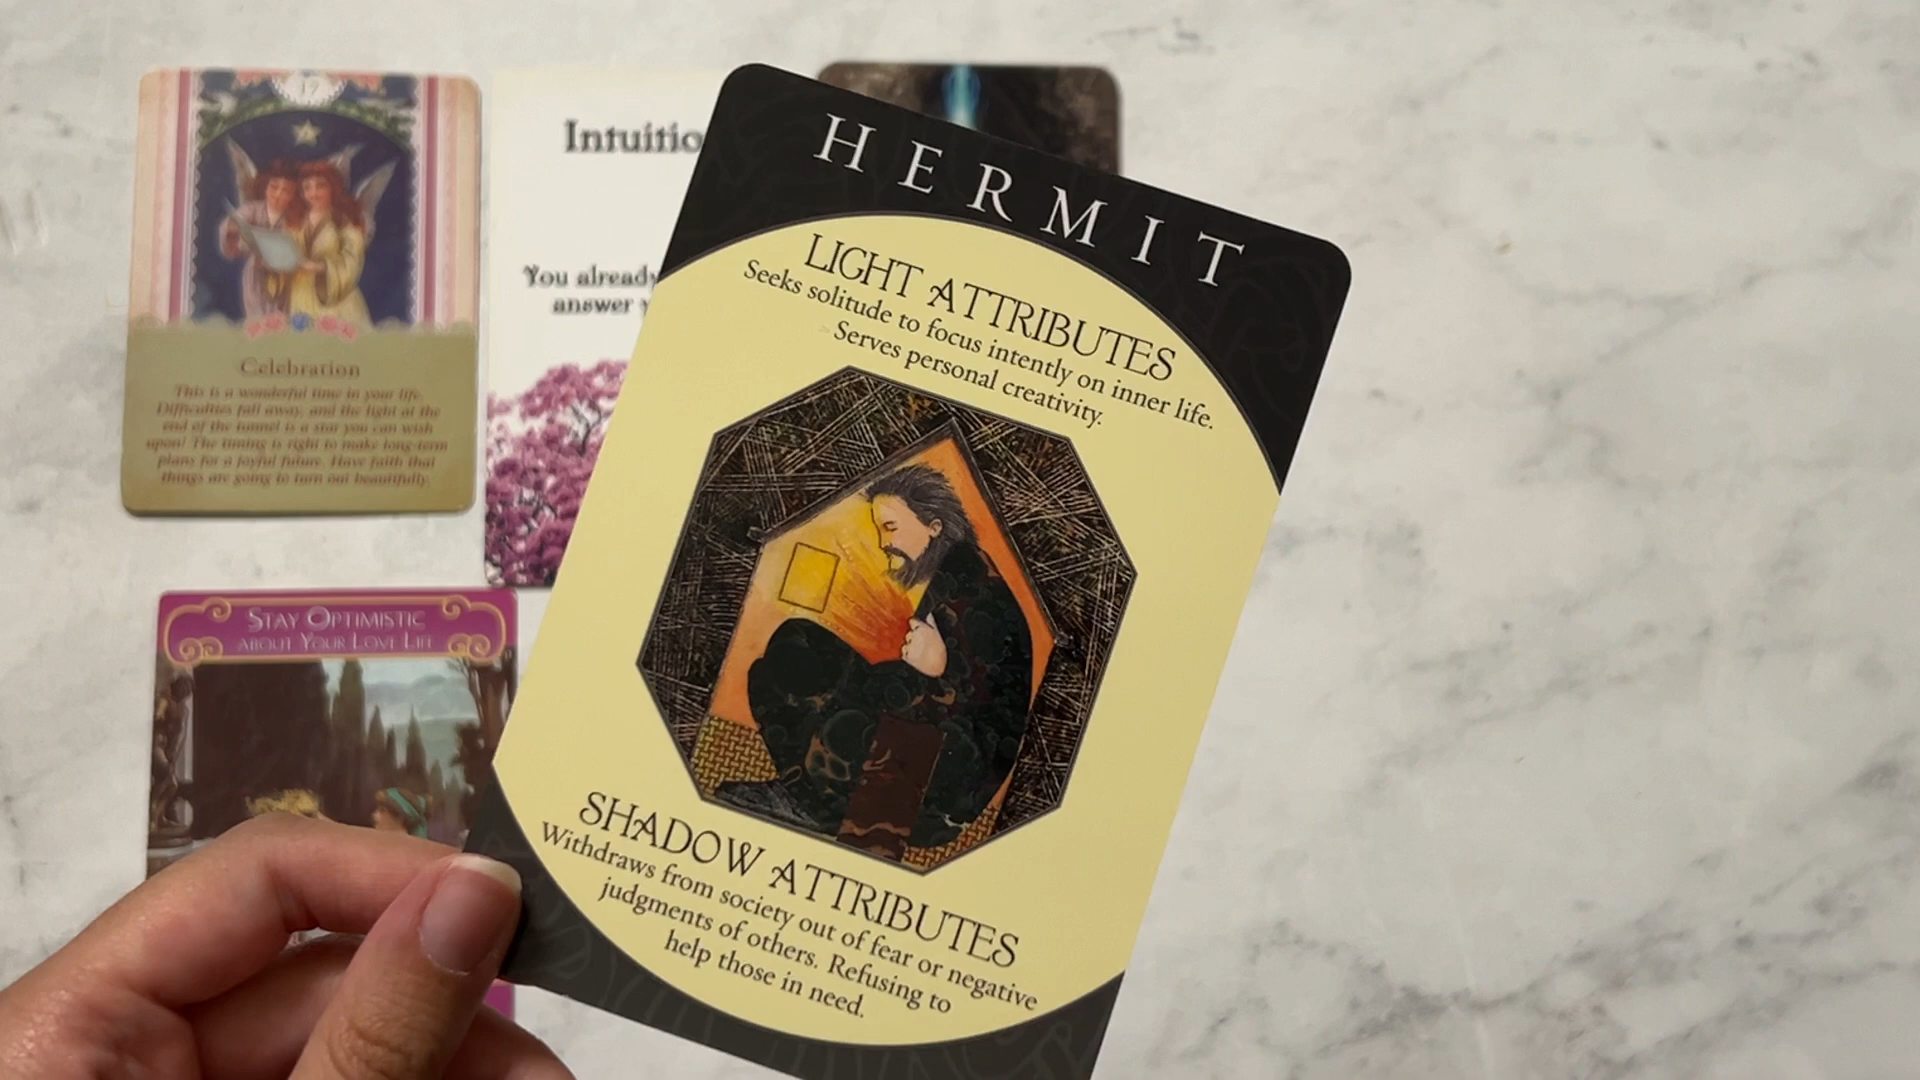 17
Celebration
This is a wonderful time in your life.
Difficulties fall away, and the light at the
end of the tunnel is a star you can wish
upon! The timing is right to make long-term
plans for a joyful future. Have faith that
things are going to turn out beautifully.
Intuitio
You already
answer
STAY OPTIMISTIC
ABOUT YOUR LOVE LIFE
HERMIT
LIGHT ATTRIBUTES
Seeks solitude to focus intently on inner life.
Serves personal creativity.
SHADOW ATTRIBUTES
Withdraws from society out of fear or negative
judgments of others. Refusing to
help those in need.